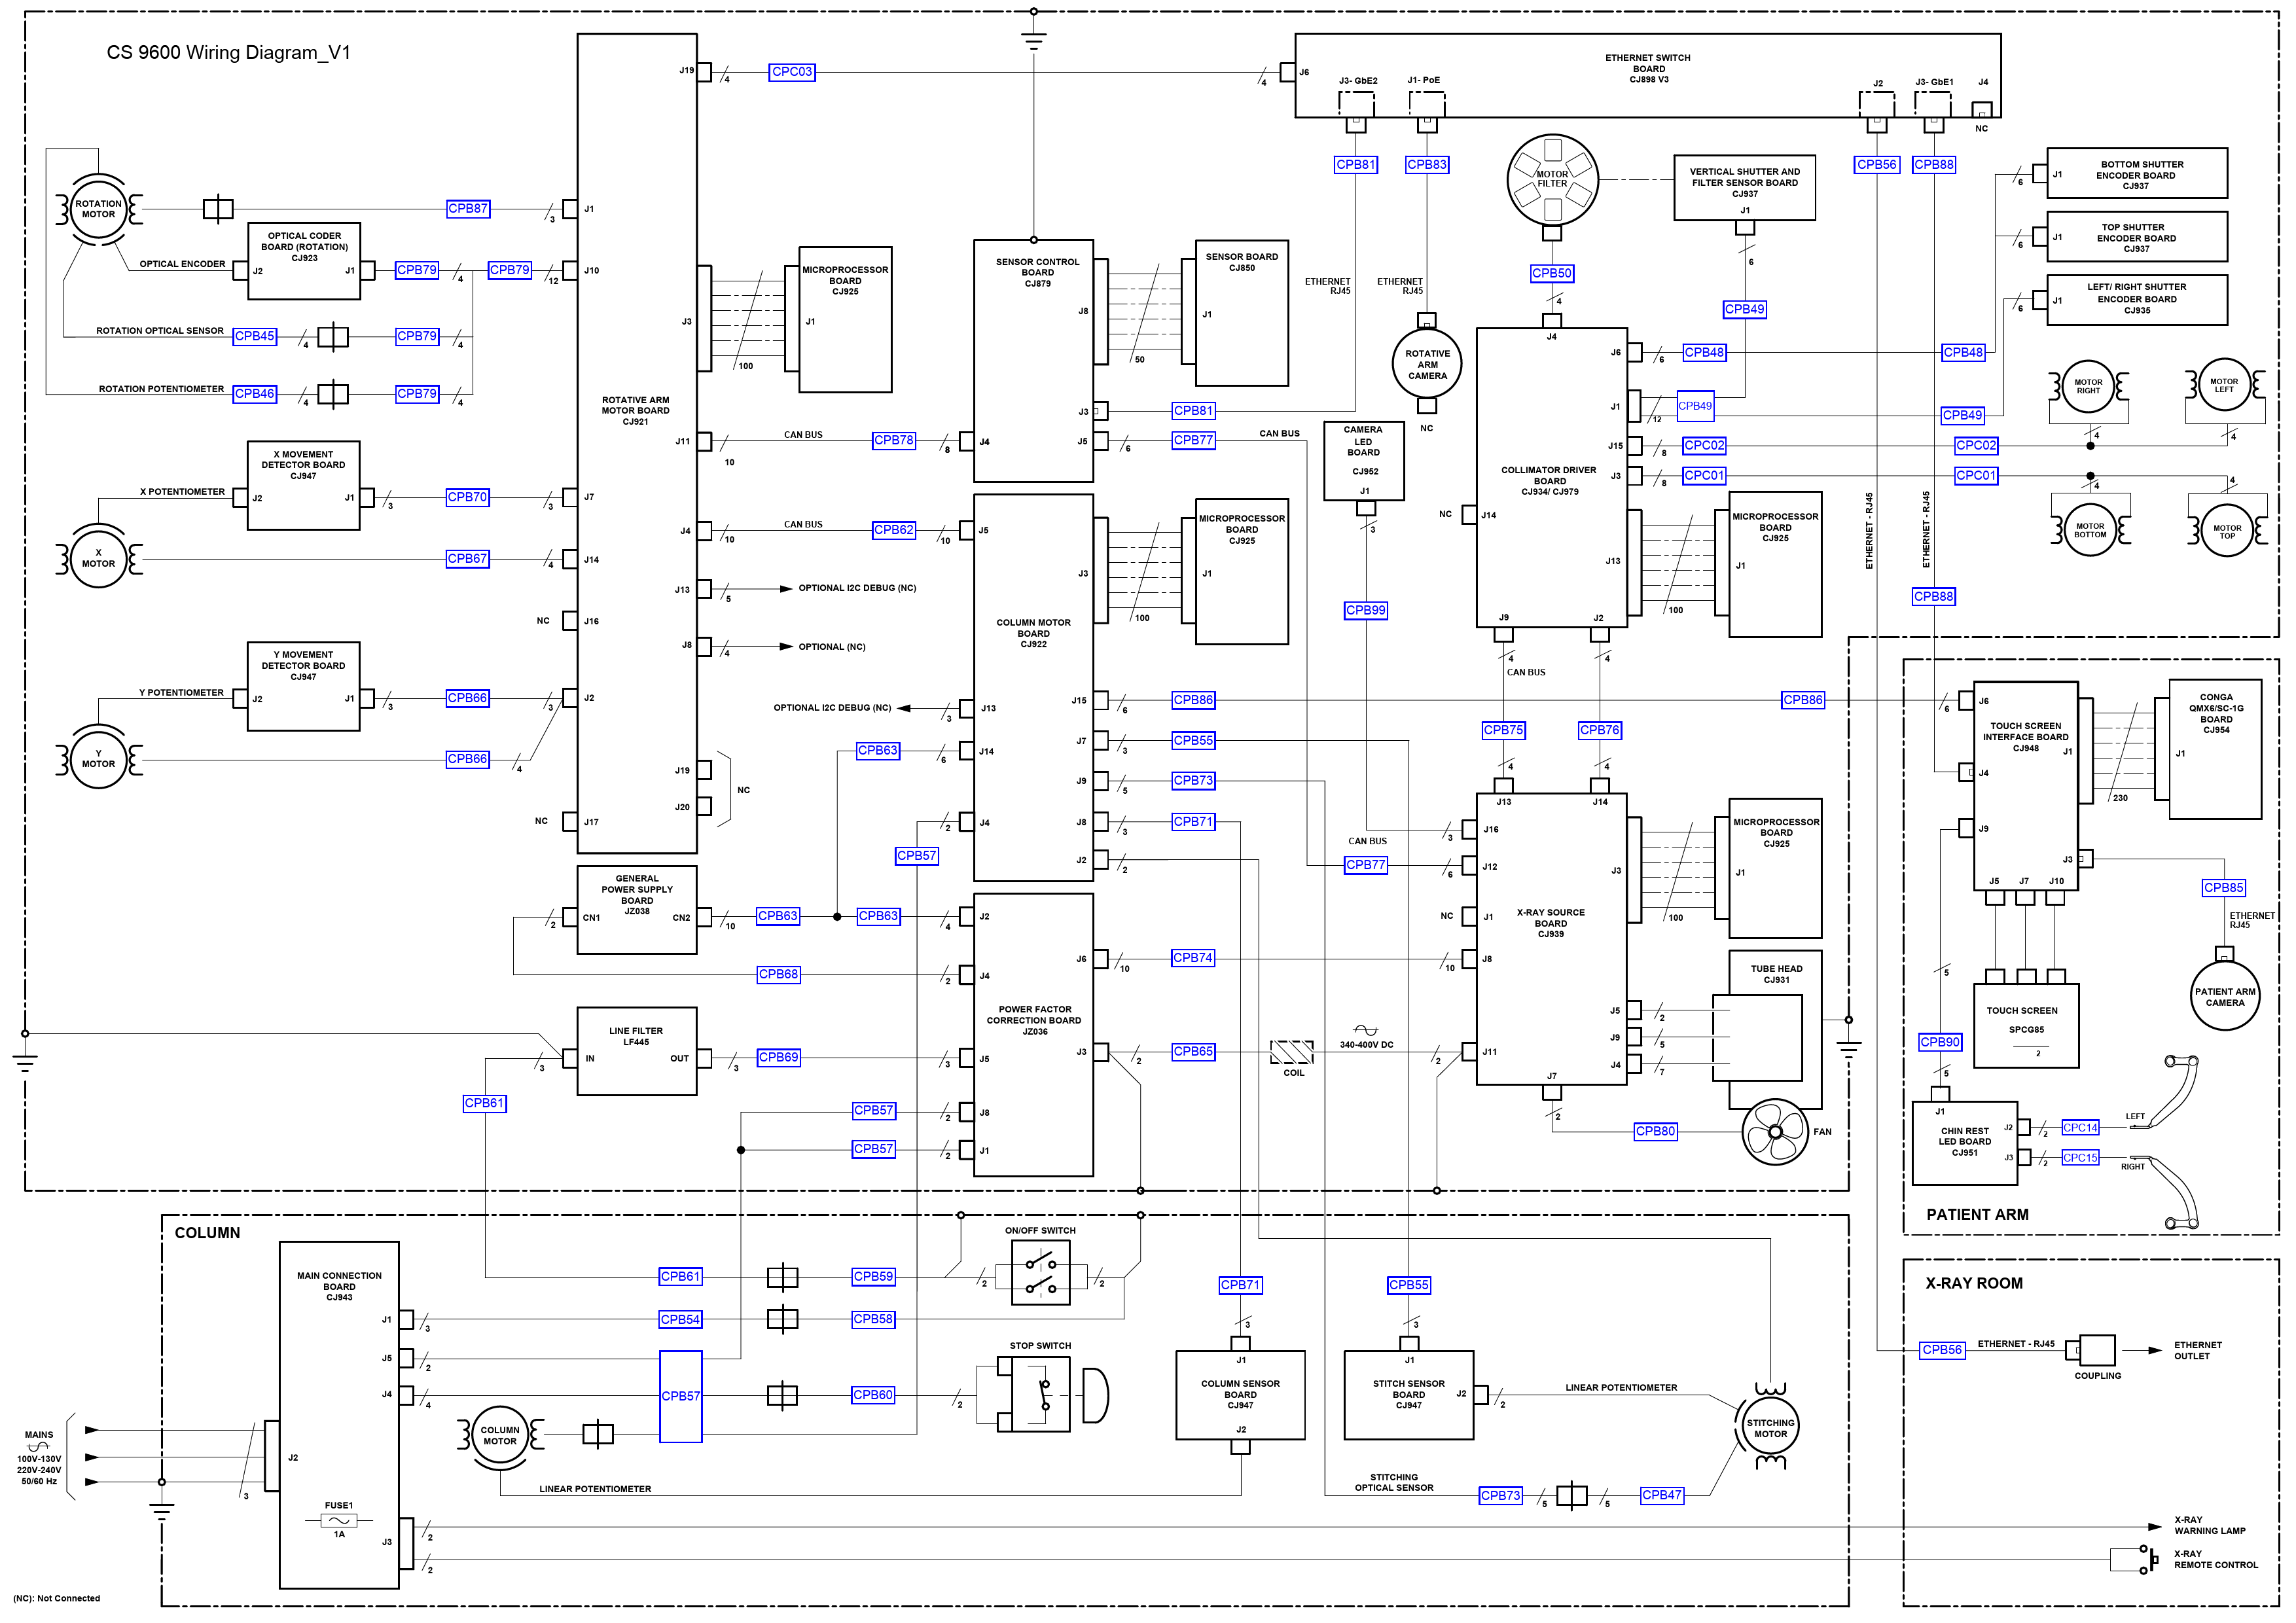 CS 9600 Wiring Diagram_V1
J19
4
CPC03
4
J6
ETHERNET SWITCH
BOARD
CJ898 V3
J3- GbE2
J1- PoE
J2
J3- GbE1
J4
NC
CPB81
CPB83
CPB56
CPB88
ROTATION
MOTOR
CPB87
3
J1
OPTICAL CODER
BOARD (ROTATION)
CJ923
J2
J1
OPTICAL ENCODER
CPB79
4
CPB79
12
J10
ROTATION OPTICAL SENSOR
CPB45
4
CPB79
4
ROTATION POTENTIOMETER
CPB46
4
CPB79
4
J3
100
MICROPROCESSOR
BOARD
CJ925
J1
ROTATIVE ARM
MOTOR BOARD
CJ921
J11
10
CAN BUS
CPB78
8
J4
X MOVEMENT
DETECTOR BOARD
CJ947
X POTENTIOMETER
J2
J1
3
CPB70
3
J7
X
MOTOR
CPB67
4
J14
J4
10
CAN BUS
CPB62
10
J5
J13
5
OPTIONAL I2C DEBUG (NC)
NC
J16
J8
4
OPTIONAL (NC)
Y MOVEMENT
DETECTOR BOARD
CJ947
Y POTENTIOMETER
J2
J1
3
CPB66
3
J2
Y
MOTOR
CPB66
4
J19
J20
NC
NC
J17
SENSOR CONTROL
BOARD
CJ879
J8
50
SENSOR BOARD
CJ850
J1
J3
CPB81
J5
6
CPB77
CAN BUS
ETHERNET
RJ45
ETHERNET
RJ45
ROTATIVE
ARM
CAMERA
NC
CAMERA
LED
BOARD
CJ952
J1
3
CPB99
MOTOR
FILTER
CPB50
4
J4
VERTICAL SHUTTER AND
FILTER SENSOR BOARD
CJ937
J1
6
CPB49
BOTTOM SHUTTER
ENCODER BOARD
CJ937
J1
6
TOP SHUTTER
ENCODER BOARD
CJ937
J1
6
LEFT/ RIGHT SHUTTER
ENCODER BOARD
CJ935
J1
6
J6
6
CPB48
CPB48
J1
12
CPB49
CPB49
J15
8
CPC02
CPC02
J3
8
CPC01
CPC01
MOTOR
RIGHT
4
MOTOR
LEFT
4
4
MOTOR
BOTTOM
4
MOTOR
TOP
COLLIMATOR DRIVER
BOARD
CJ934/ CJ979
NC
J14
J13
100
MICROPROCESSOR
BOARD
CJ925
J1
J9
4
CAN BUS
J2
4
CPB75
CPB76
4
4
J13
J14
ETHERNET - RJ45
ETHERNET - RJ45
CPB88
COLUMN MOTOR
BOARD
CJ922
J3
100
MICROPROCESSOR
BOARD
CJ925
J1
OPTIONAL I2C DEBUG (NC)
3
J13
CPB63
6
J14
2
J4
CPB57
J15
6
CPB86
CPB86
6
J6
J7
3
CPB55
J9
5
CPB73
J8
3
CPB71
J2
2
GENERAL
POWER SUPPLY
BOARD
JZ038
2
CN1
CN2
10
CPB63
CPB63
4
J2
CPB68
2
J4
LINE FILTER
LF445
3
IN
OUT
3
CPB69
3
J5
CPB61
POWER FACTOR
CORRECTION BOARD
JZ036
J6
10
CPB74
10
J8
J3
2
CPB65
COIL
340-400V DC
2
J11
CPB57
2
J8
CPB57
2
J1
3
J16
CAN BUS
CPB77
6
J12
NC
J1
X-RAY SOURCE
BOARD
CJ939
J3
100
MICROPROCESSOR
BOARD
CJ925
J1
TUBE HEAD
CJ931
J5
2
J9
5
J4
7
J7
2
CPB80
FAN
TOUCH SCREEN
INTERFACE BOARD
CJ948
J1
230
CONGA
QMX6/SC-1G
BOARD
CJ954
J1
J4
J9
J3
J5
J7
J10
CPB85
ETHERNET
RJ45
PATIENT ARM
CAMERA
TOUCH SCREEN
SPCG85
2
5
CPB90
5
J1
CHIN REST
LED BOARD
CJ951
J2
2
CPC14
LEFT
J3
2
CPC15
RIGHT
PATIENT ARM
COLUMN
MAIN CONNECTION
BOARD
CJ943
J1
3
CPB54
CPB58
CPB61
CPB59
2
ON/OFF SWITCH
2
J5
2
J4
4
CPB57
CPB60
2
STOP SWITCH
COLUMN
MOTOR
LINEAR POTENTIOMETER
MAINS
100V-130V
220V-240V
50/60 Hz
3
J2
FUSE1
1A
J3
2
2
CPB71
3
J1
COLUMN SENSOR
BOARD
CJ947
J2
CPB55
3
J1
STITCH SENSOR
BOARD
CJ947
J2
2
LINEAR POTENTIOMETER
STITCHING
MOTOR
STITCHING
OPTICAL SENSOR
CPB73
5
5
CPB47
X-RAY ROOM
CPB56
ETHERNET - RJ45
COUPLING
ETHERNET
OUTLET
X-RAY
WARNING LAMP
X-RAY
REMOTE CONTROL
(NC): Not Connected